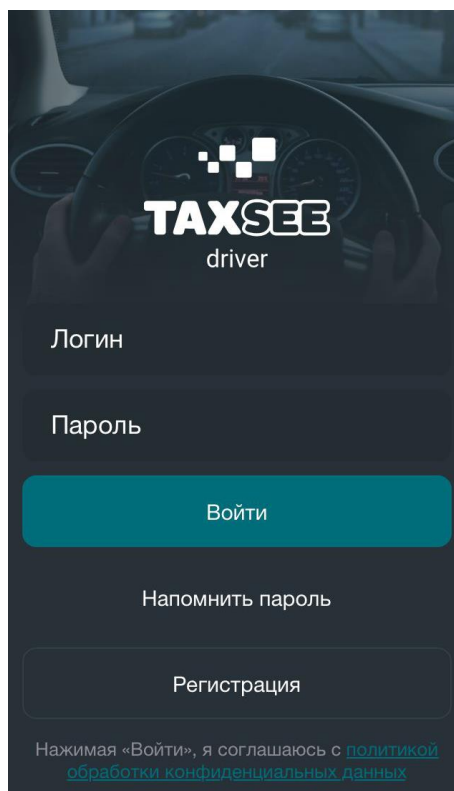 TAXSEE
driver
Логин
Пароль
Войти
Напомнить пароль
Регистрация
Нажимая «Войти», я соглашаюсь с политикой
обработки конфиденциальных данных